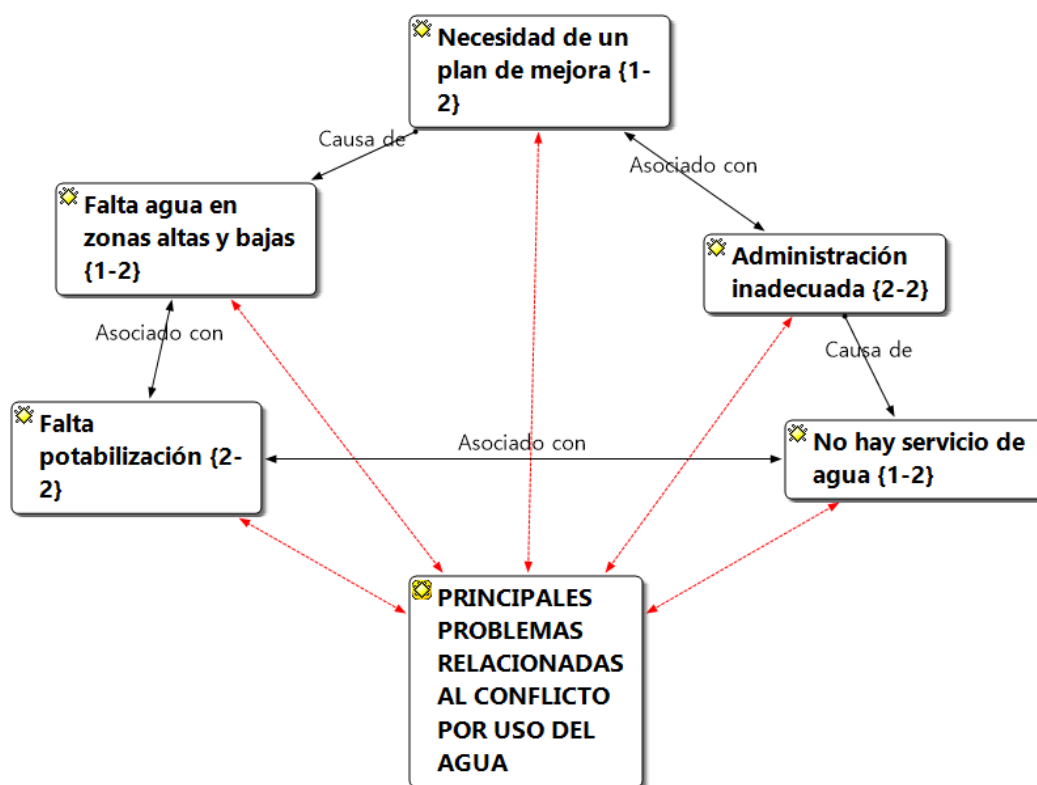 Necesidad de un
plan de mejora {1-
2}
Causa de
Asociado con
Falta agua en
zonas altas y bajas
{1-2}
Administración
inadecuada {2-2}
Asociado con
Causa de
Falta
potabilización {2-
2}
Asociado con
No hay servicio de
agua {1-2}
PRINCIPALES
PROBLEMAS
RELACIONADAS
AL CONFLICTO
POR USO DEL
AGUA